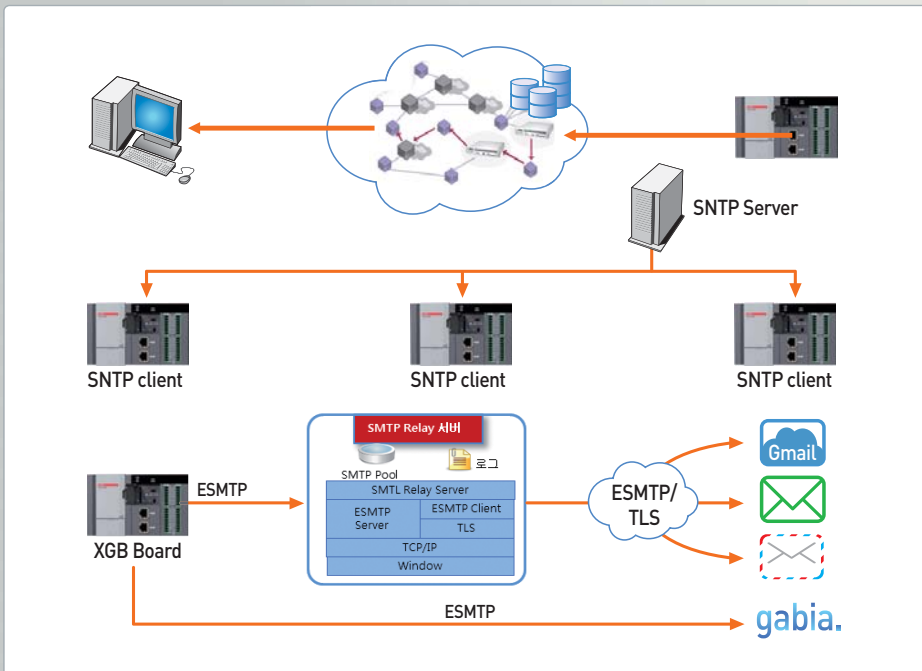 SNTP Server
SNTP client
SNTP client
SNTP client
SMTP Relay 서버
SMTP Pool
로그
SMTL Relay Server
ESMTP Server
ESMTP Client
TLS
TCP/IP
Window
ESMTP
XGB Board
ESMTP/
TLS
Gmail
ESMTP
gabia.